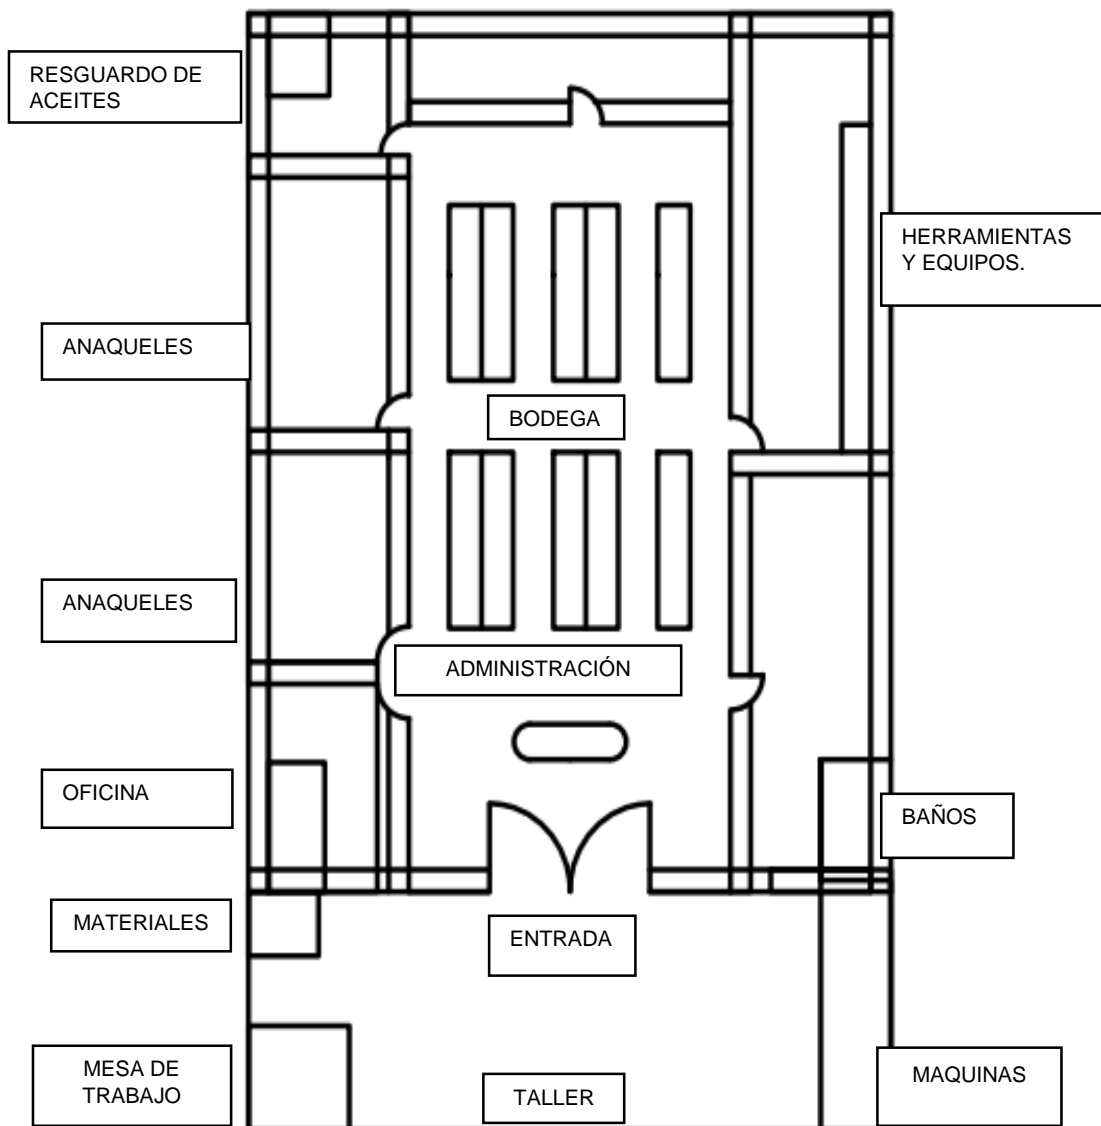 RESGUARDO DE
ACEITES
HERRAMIENTAS
Y EQUIPOS.
ANAQUELES
BODEGA
ANAQUELES
ADMINISTRACIÓN
OFICINA
BAÑOS
MATERIALES
ENTRADA
MESA DE
TRABAJO
TALLER
MAQUINAS